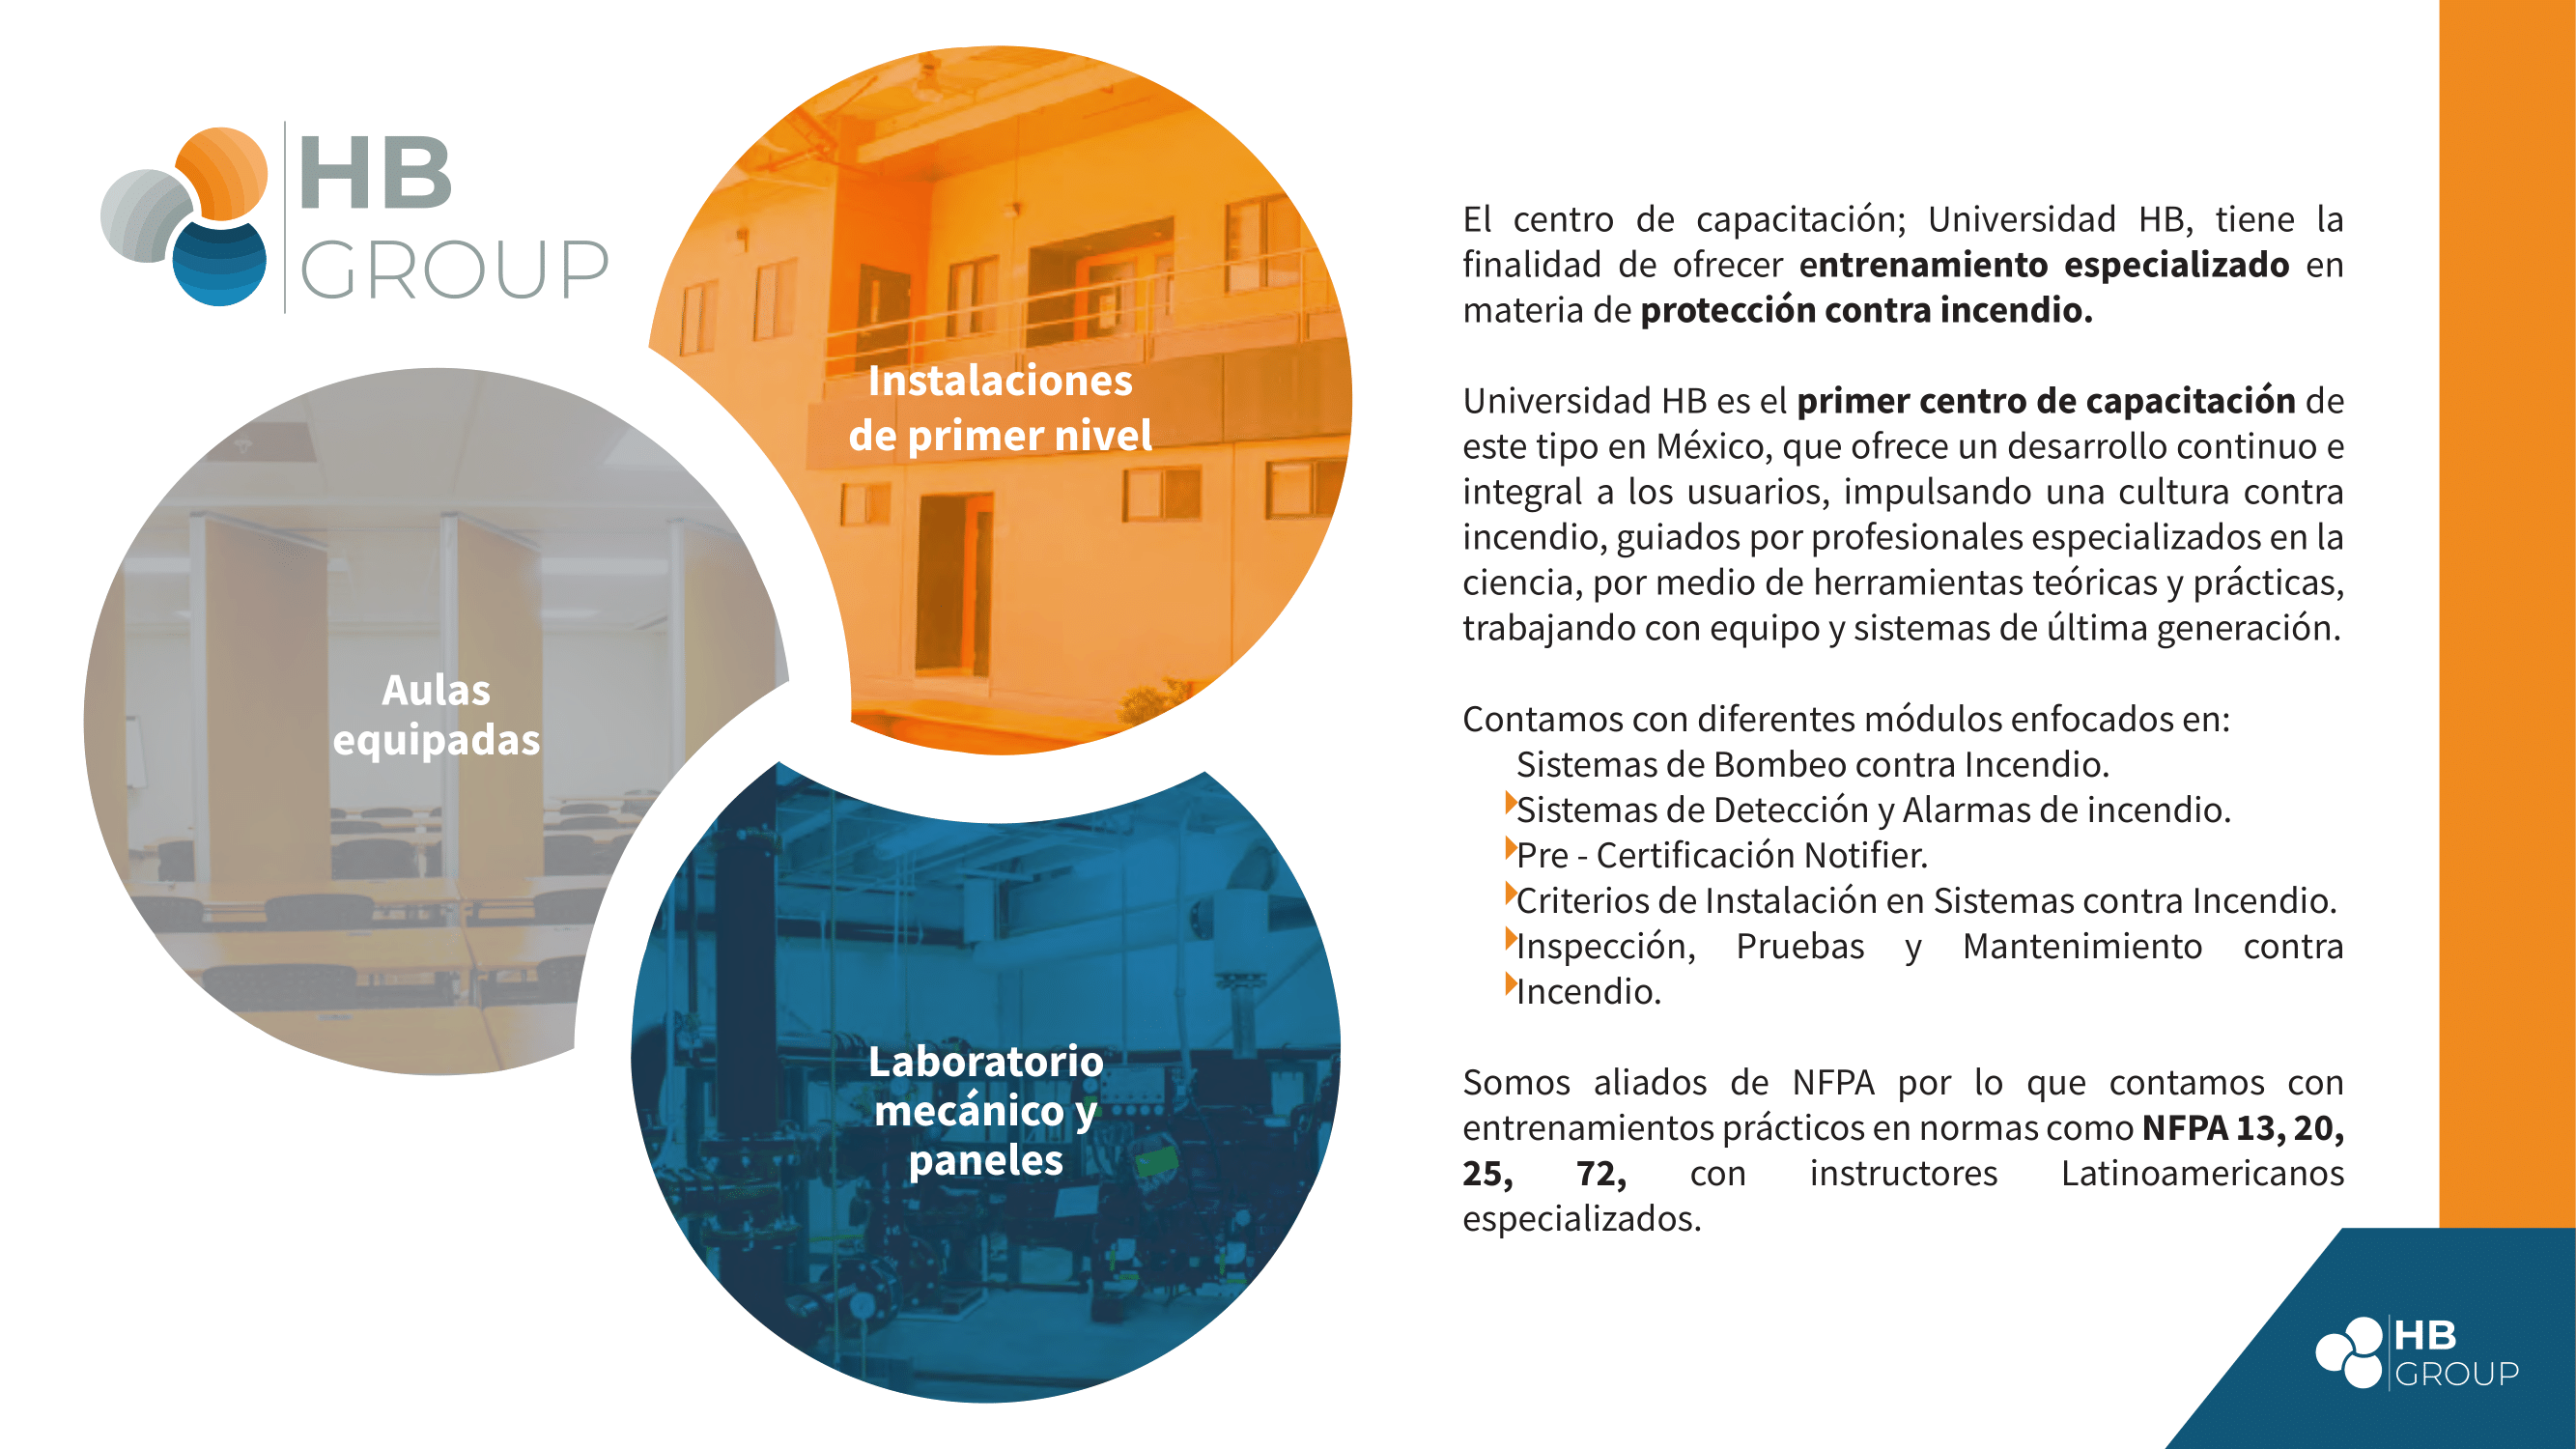 HB
GROUP
Instalaciones
de primer nivel
Aulas
equipadas
Laboratorio
mecánico y
paneles
El centro de capacitación; Universidad HB, tiene la
finalidad de ofrecer entrenamiento especializado en
materia de protección contra incendio.
Universidad HB es el primer centro de capacitación de
este tipo en México, que ofrece un desarrollo continuo e
integral a los usuarios, impulsando una cultura contra
incendio, guiados por profesionales especializados en la
ciencia, por medio de herramientas teóricas y prácticas,
trabajando con equipo y sistemas de última generación.
Contamos con diferentes módulos enfocados en:
Sistemas de Bombeo contra Incendio.
Sistemas de Detección y Alarmas de incendio.
Pre - Certificación Notifier.
Criterios de Instalación en Sistemas contra Incendio.
Inspección, Pruebas y Mantenimiento contra
Incendio.
Somos aliados de NFPA por lo que contamos con
entrenamientos prácticos en normas como NFPA 13, 20,
25, 72, con instructores Latinoamericanos
especializados.
HB
GROUP